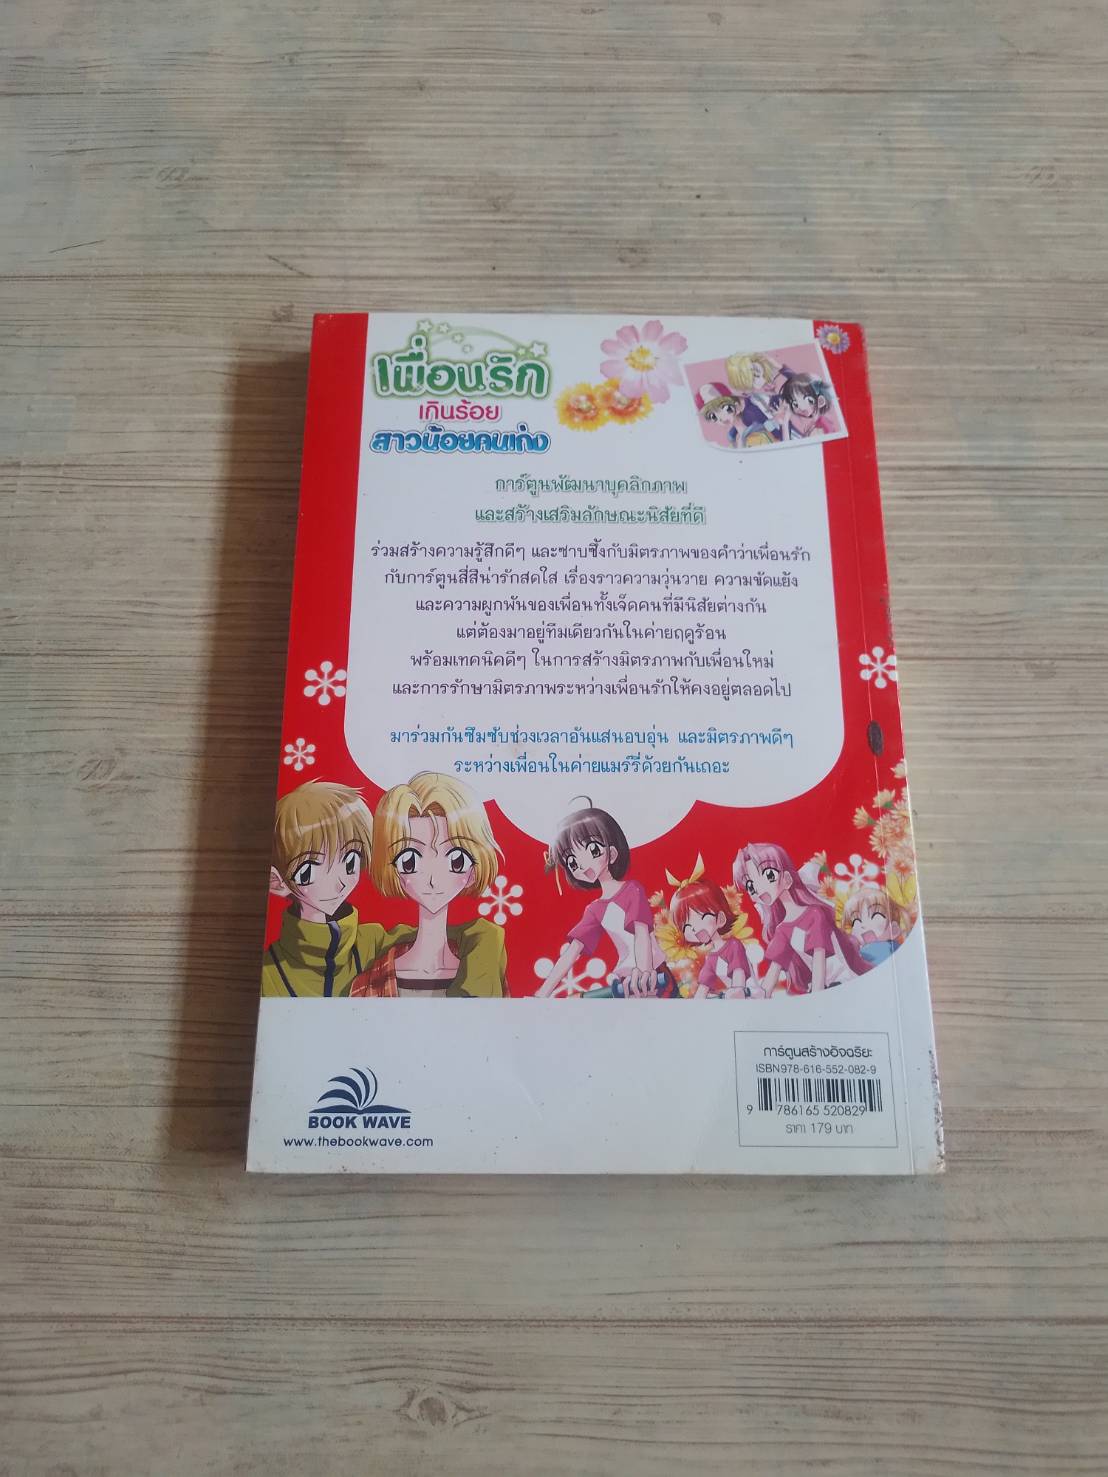 เพื่อนรัก
เกินร้อย
สาวน้อยคนเก่ง
การ์ตูนพัฒนาบุคลิกภาพ
และสร้างเสริมลักษณะนิสัยที่ดี
ร่วมสร้างความรู้สึกดีๆ และซาบซึ้งกับมิตรภาพของคำว่าเพื่อนรัก
กับการ์ตูนสี่สีน่ารักสดใส เรื่องราวความวุ่นวาย ความขัดแย้ง
และความผูกพันของเพื่อนทั้งเจ็ดคนที่มีนิสัยต่างกัน
แต่ต้องมาอยู่ทีมเดียวกันในค่ายฤดูร้อน
พร้อมเทคนิคดีๆ ในการสร้างมิตรภาพกับเพื่อนใหม่
และการรักษามิตรภาพระหว่างเพื่อนรักให้คงอยู่ตลอดไป
มาร่วมกันซึมซับช่วงเวลาอันแสนอบอุ่น และมิตรภาพดีๆ
ระหว่างเพื่อนในค่ายแมร์รี่ด้วยกันเถอะ
การ์ตูนสร้างอัจฉริยะ
ISBN 978-616-552-082-9
9 786165 520829
ราคา 179 บาท
BOOK WAVE
www.thebookwave.com